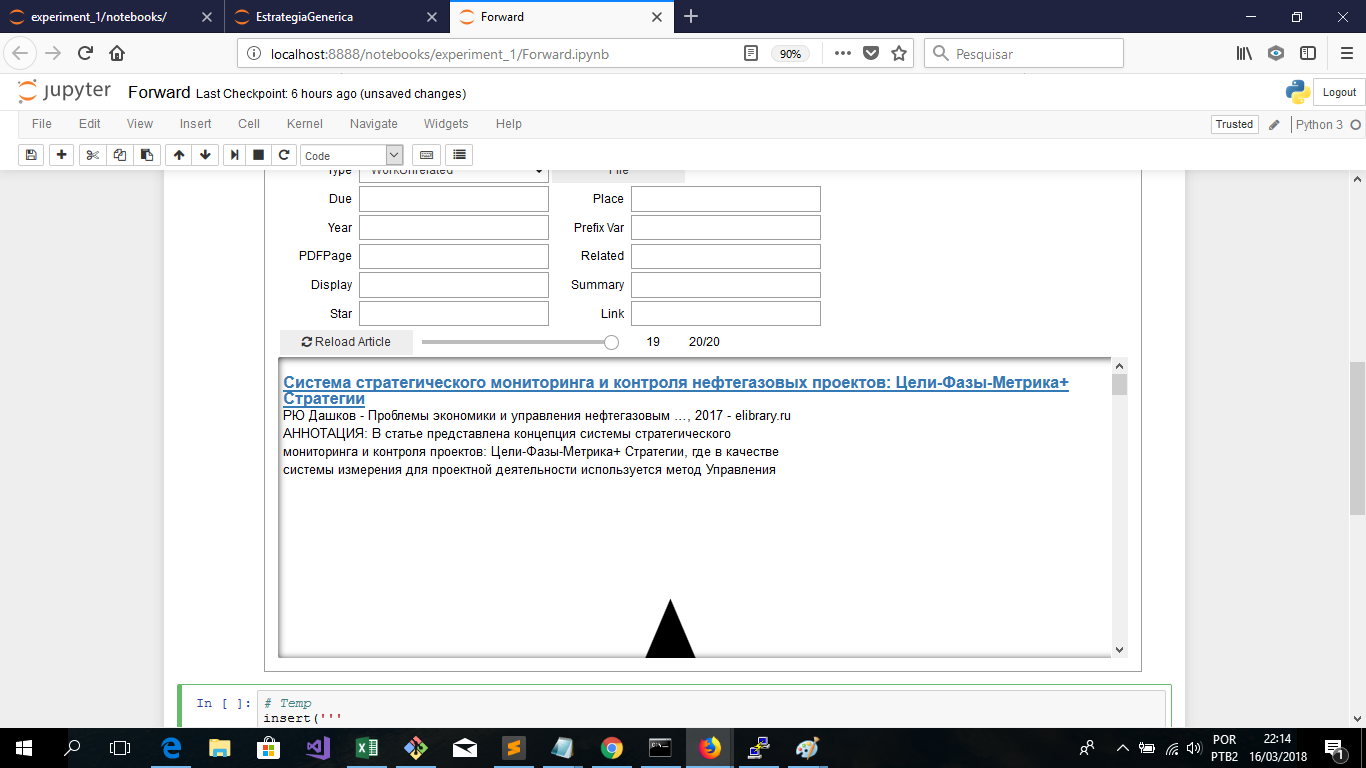 experiment_1/notebooks/
EstrategiaGenerica
Forward
localhost:8888/notebooks/experiment_1/Forward.ipynb
90%
Pesquisar
jupyter Forward Last Checkpoint: 6 hours ago (unsaved changes)
Logout
File Edit View Insert Cell Kernel Navigate Widgets Help
Trusted
Python 3
Code
Type WorkUnrelated File
Due Place
Year Prefix Var
PDFPage Related
Display Summary
Star Link
Reload Article 19 20/20
Система стратегического мониторинга и контроля нефтегазовых проектов: Цели-Фазы-Метрика+
Стратегии
РЮ Дашков - Проблемы экономики и управления нефтегазовым …, 2017 - elibrary.ru
АННОТАЦИЯ: В статье представлена концепция системы стратегического
мониторинга и контроля проектов: Цели-Фазы-Метрика+ Стратегии, где в качестве
системы измерения для проектной деятельности используется метод Управления
In [ ]: # Temp
insert('''
POR 22:14
PTB2 16/03/2018
1